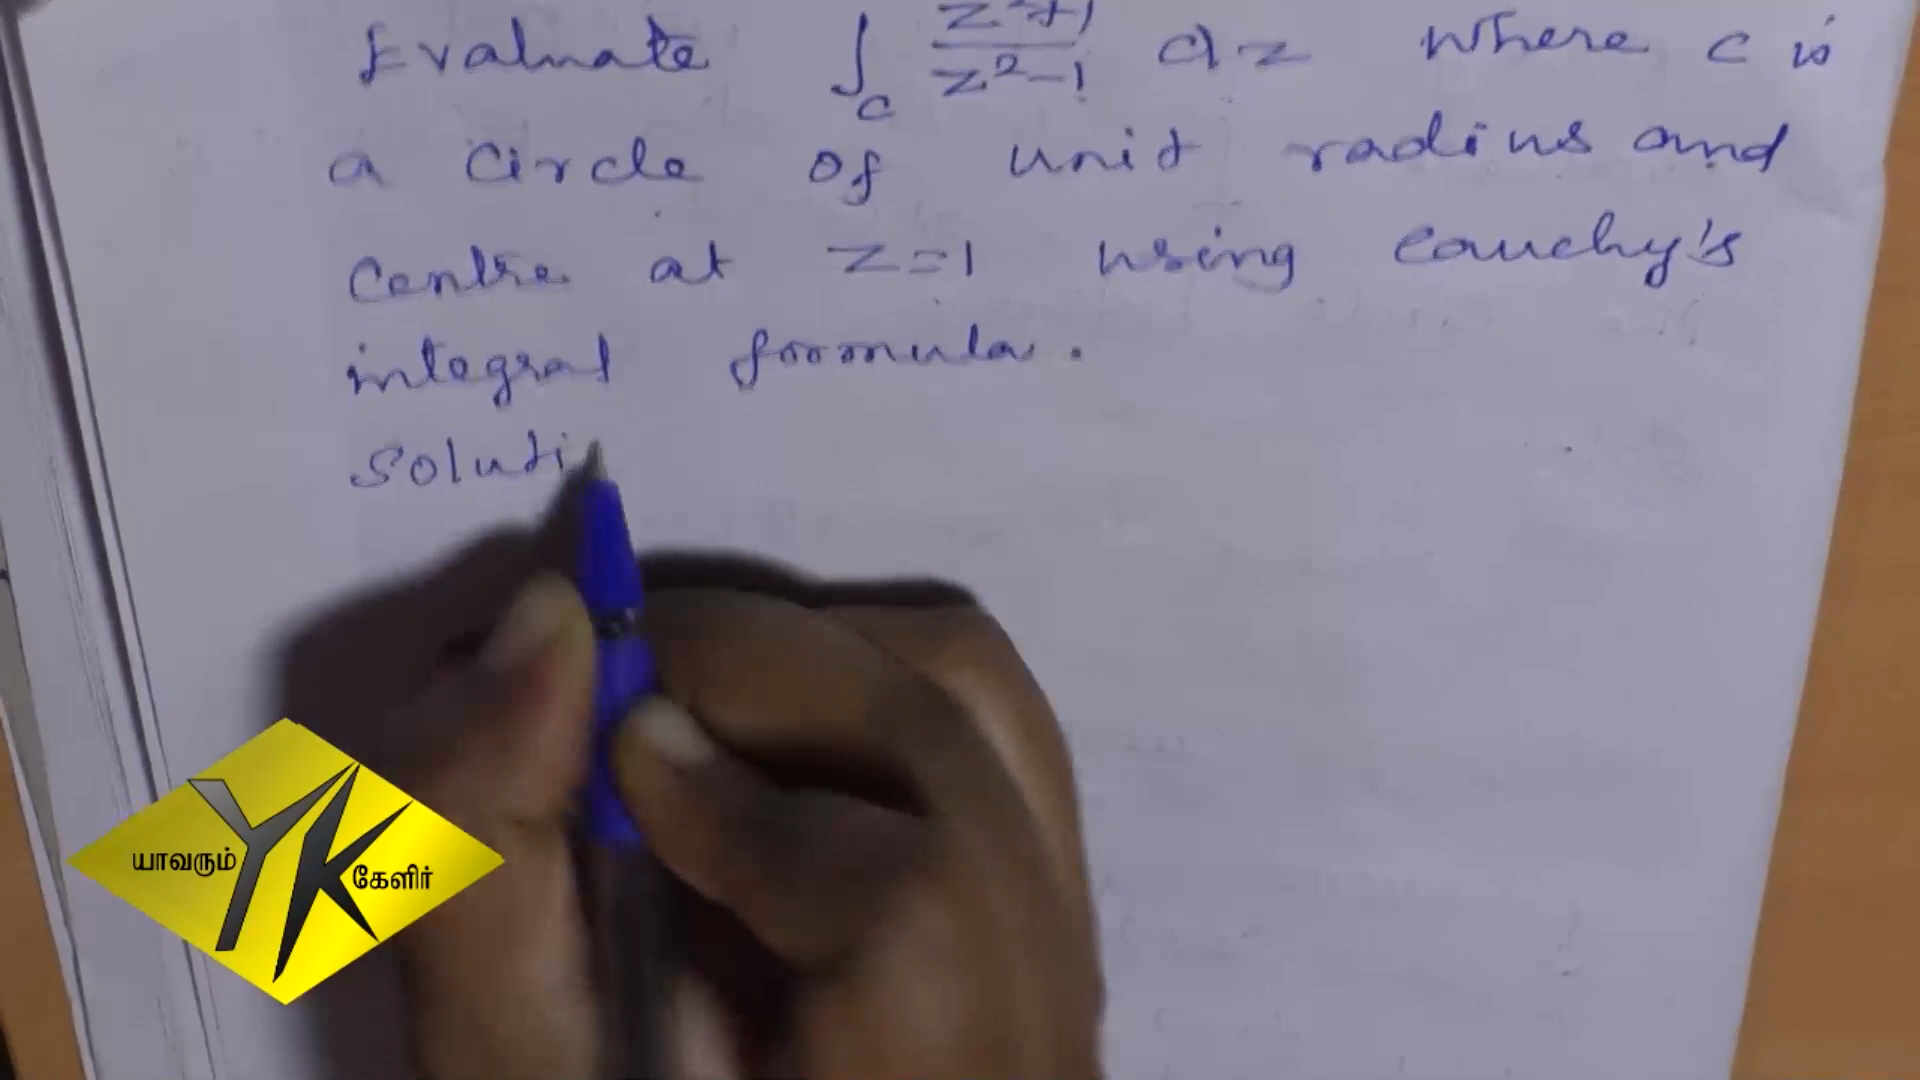 Evaluate ∫_C (z²+1)/(z²-1) dz where c is
a circle of unit radius and
centre at z=1 using cauchy's
integral formula.
Soluti
யாவரும் YK கேளிர்